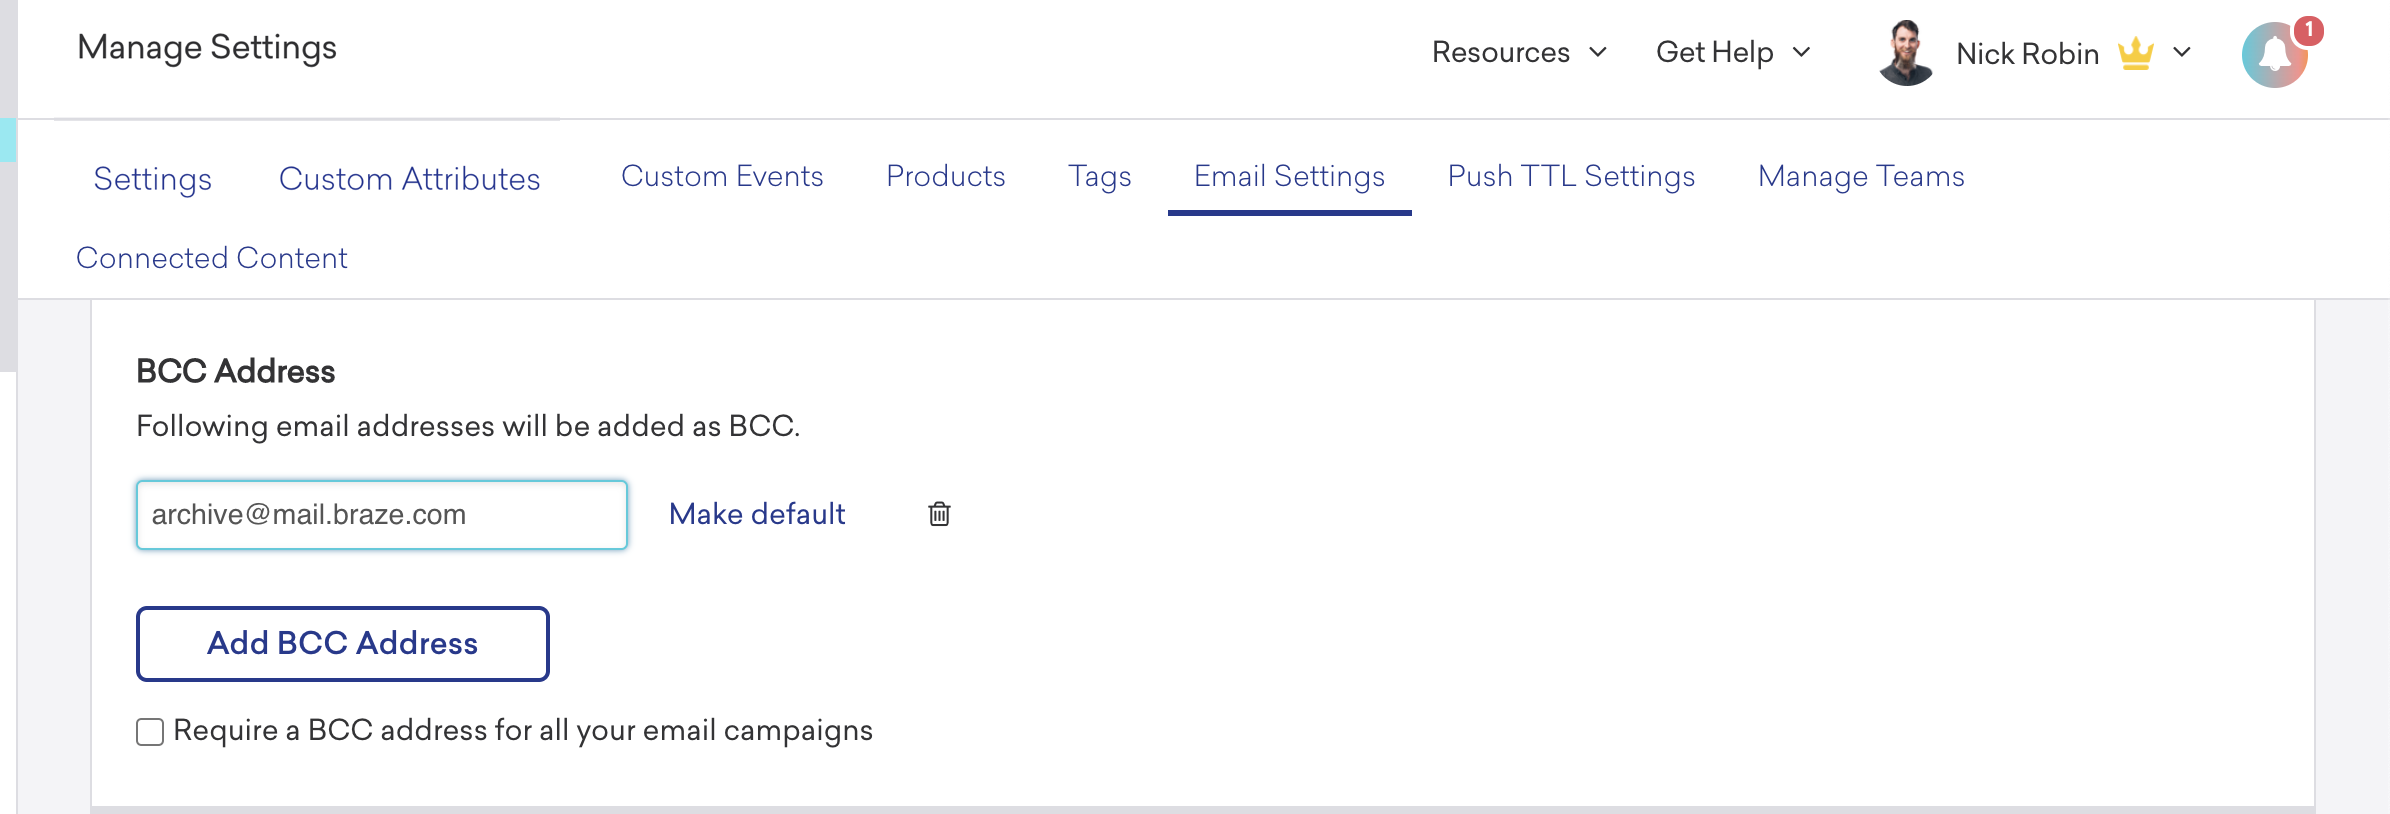 Manage Settings
Resources
Get Help
Nick Robin
1
Settings
Custom Attributes
Custom Events
Products
Tags
Email Settings
Push TTL Settings
Manage Teams
Connected Content
BCC Address
Following email addresses will be added as BCC.
archive@mail.braze.com
Make default
Add BCC Address
Require a BCC address for all your email campaigns